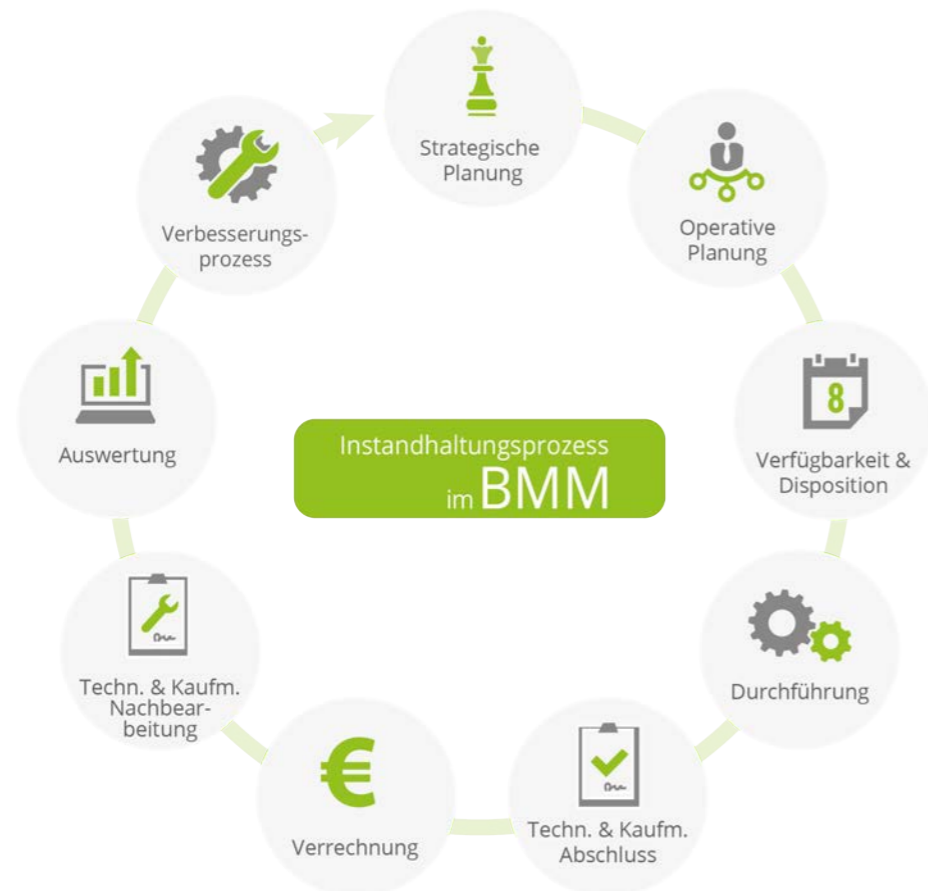 Strategische
Planung
Operative
Planung
8
Verfügbarkeit &
Disposition
Durchführung
Techn. & Kaufm.
Abschluss
€
Verrechnung
Techn. & Kaufm.
Nachbear-
beitung
Auswertung
Verbesserungs-
prozess
Instandhaltungsprozess
im BMM